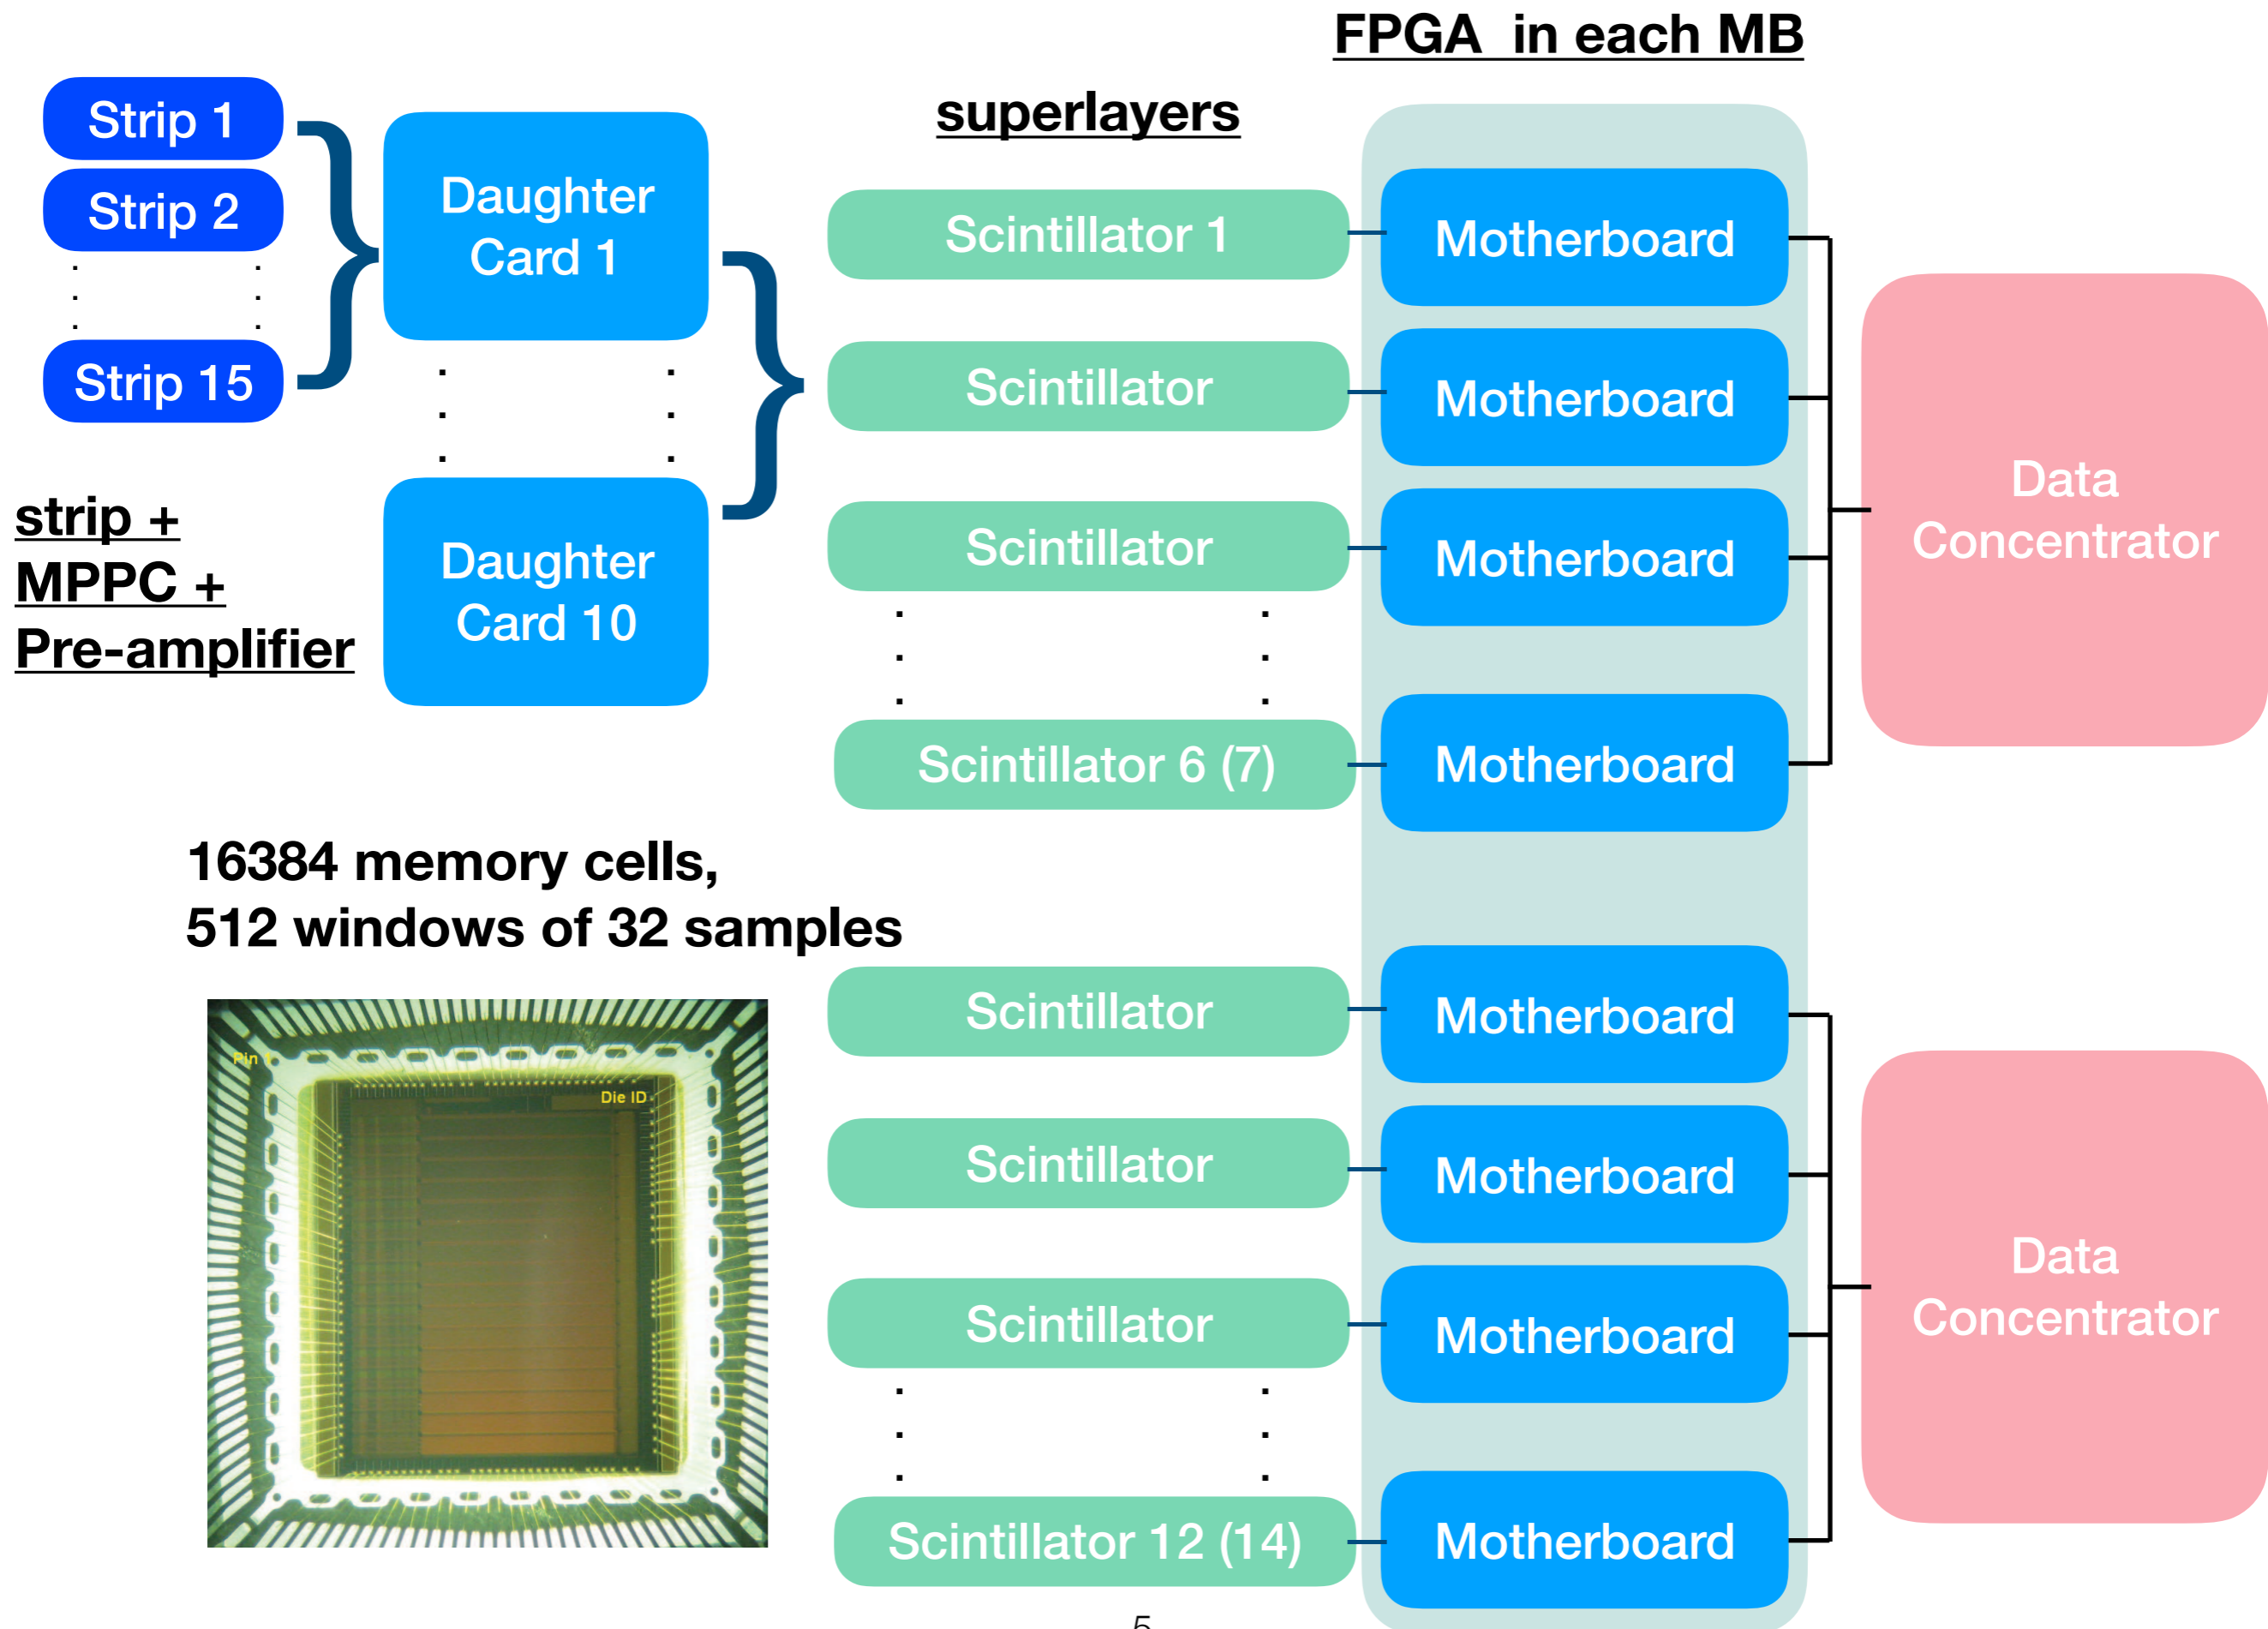 FPGA in each MB
superlayers
Strip 1
Strip 2
Strip 15
strip +
MPPC +
Pre-amplifier
Daughter
Card 1
Daughter
Card 10
Scintillator 1
Scintillator
Scintillator
Scintillator 6 (7)
Motherboard
Motherboard
Motherboard
Motherboard
Data
Concentrator
16384 memory cells,
512 windows of 32 samples
Pin 1
Die ID
Scintillator
Scintillator
Scintillator
Scintillator 12 (14)
Motherboard
Motherboard
Motherboard
Motherboard
Data
Concentrator
5